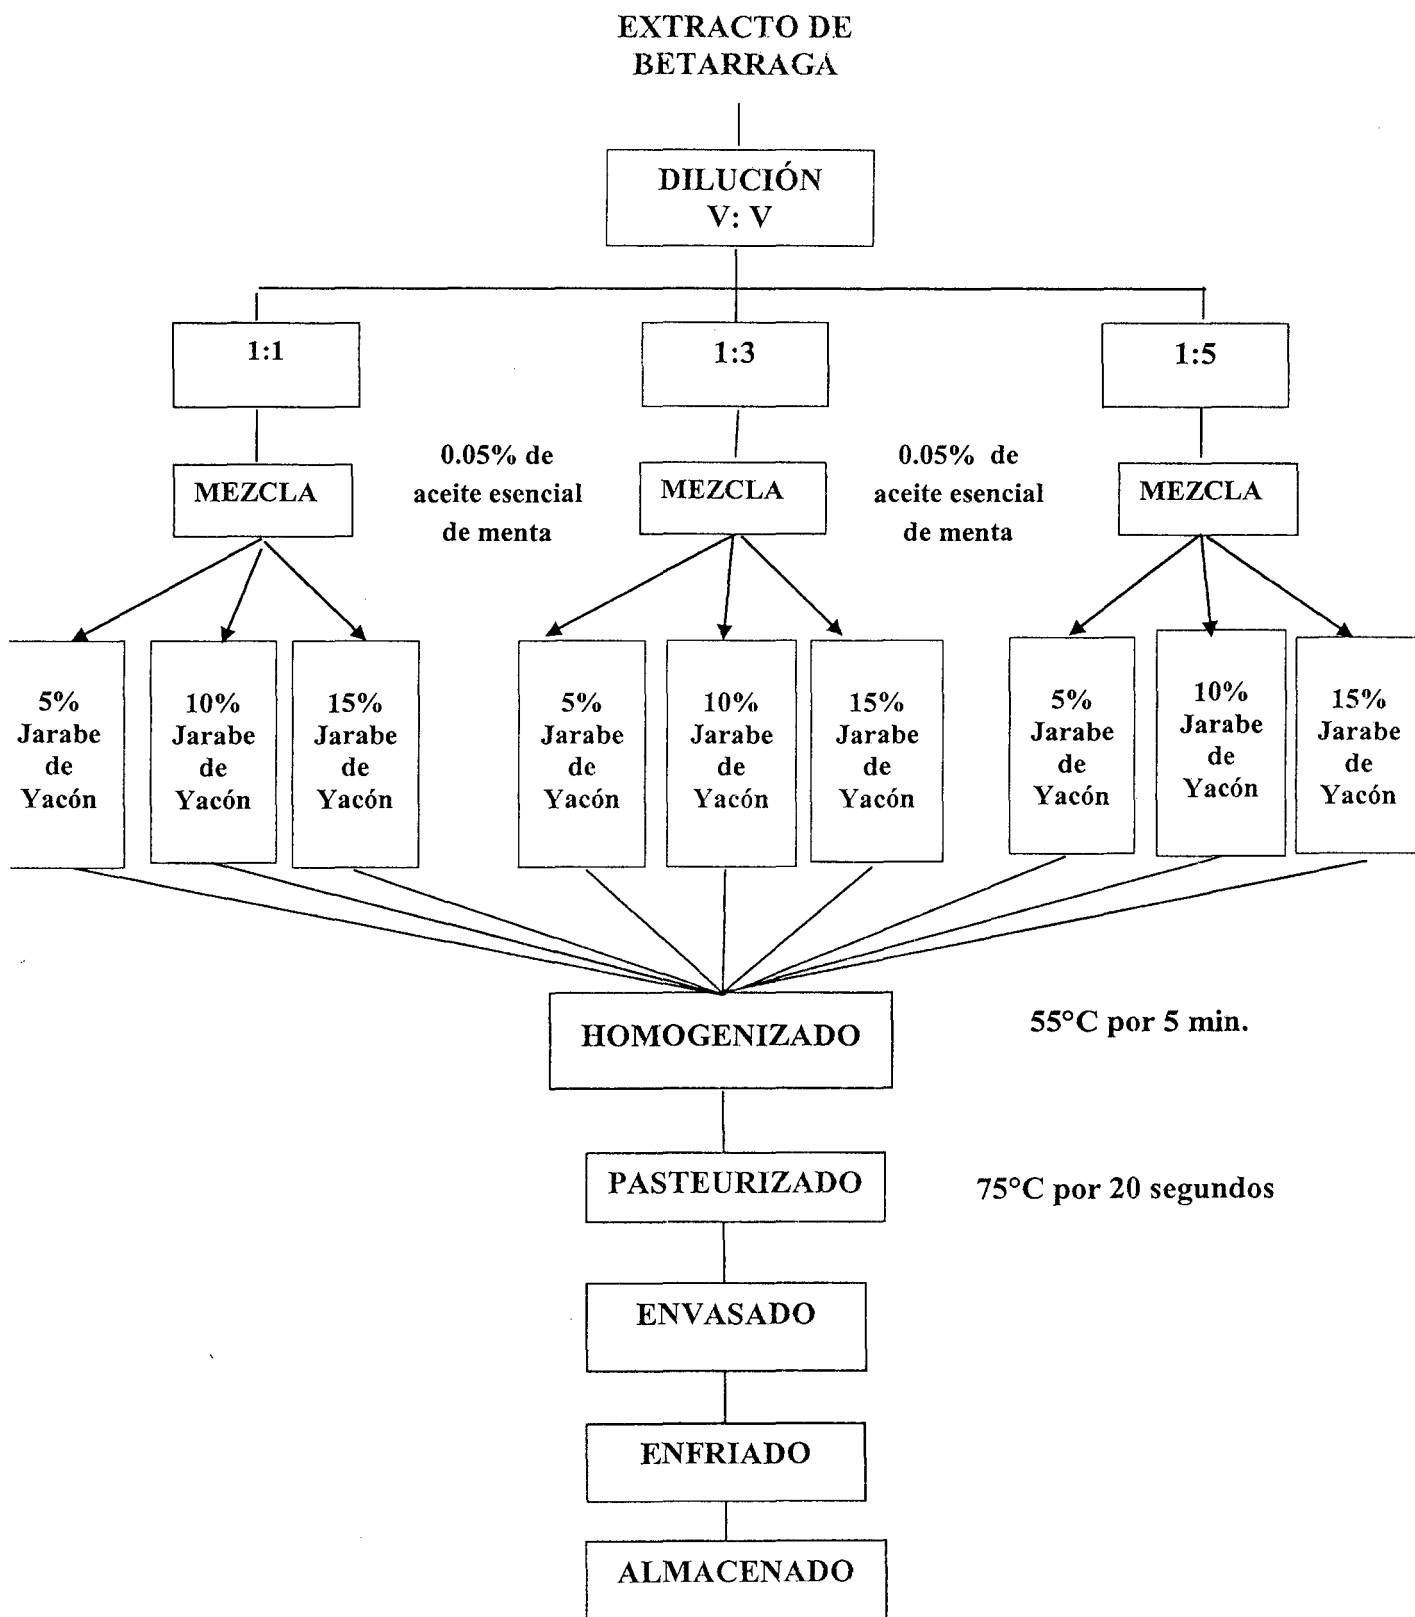 EXTRACTO DE
BETARRAGA
DILUCIÓN
V: V
1:1
1:3
1:5
MEZCLA
0.05% de
aceite esencial
de menta
MEZCLA
0.05% de
aceite esencial
de menta
MEZCLA
5%
Jarabe
de
Yacón
10%
Jarabe
de
Yacón
15%
Jarabe
de
Yacón
5%
Jarabe
de
Yacón
10%
Jarabe
de
Yacón
15%
Jarabe
de
Yacón
5%
Jarabe
de
Yacón
10%
Jarabe
de
Yacón
15%
Jarabe
de
Yacón
HOMOGENIZADO
55°C por 5 min.
PASTEURIZADO
75°C por 20 segundos
ENVASADO
ENFRIADO
ALMACENADO